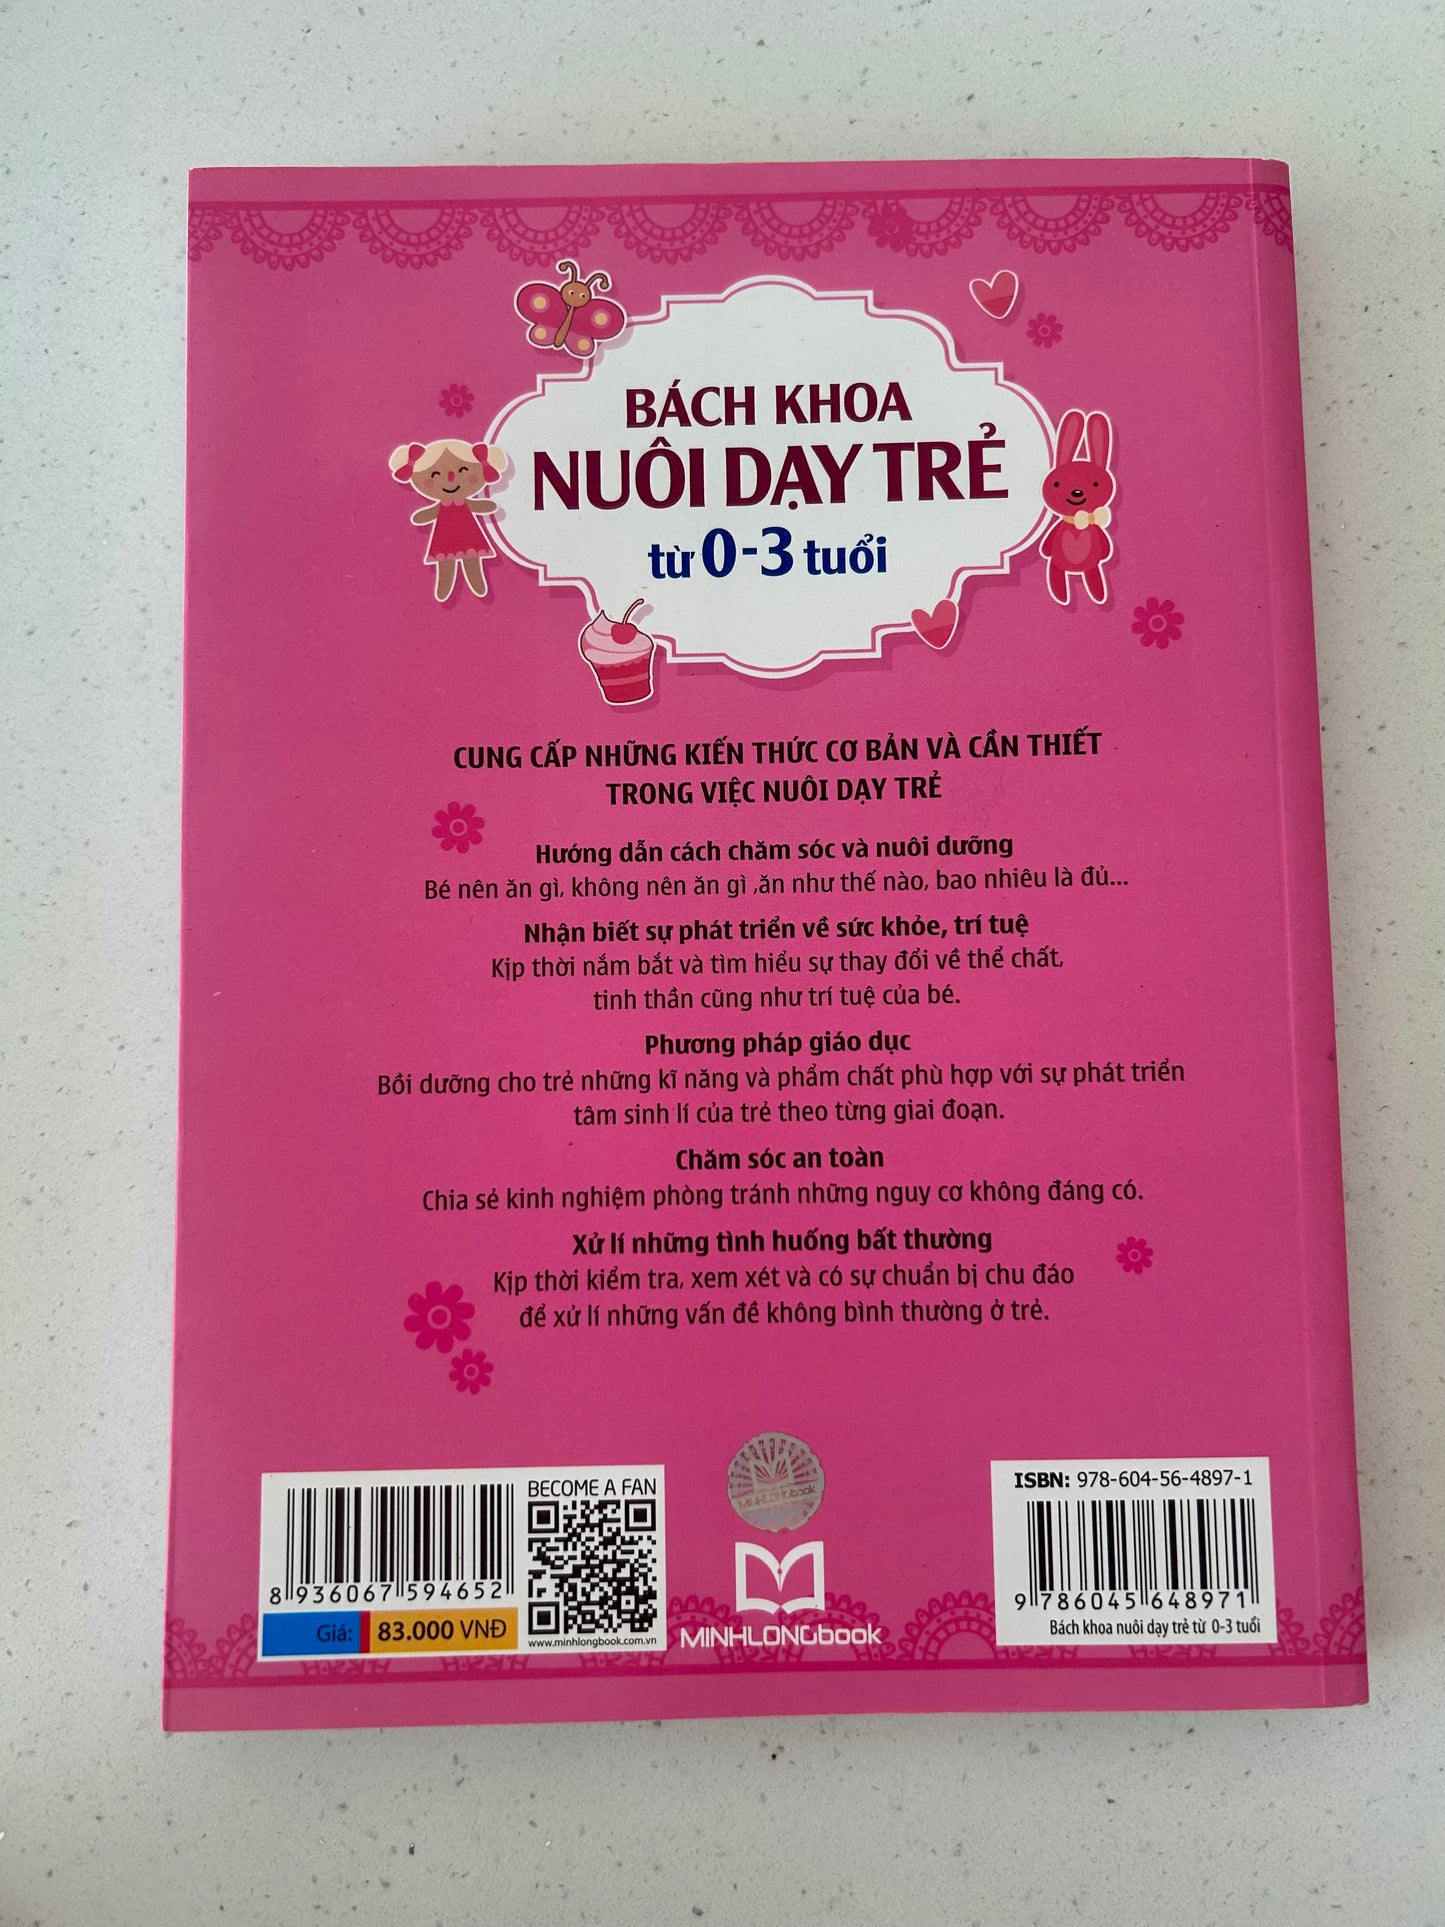 BÁCH KHOA
NUÔI DẠY TRẺ
từ 0-3 tuổi
CUNG CẤP NHỮNG KIẾN THỨC CƠ BẢN VÀ CẦN THIẾT
TRONG VIỆC NUÔI DẠY TRẺ
Hướng dẫn cách chăm sóc và nuôi dưỡng
Bé nên ăn gì, không nên ăn gì ,ăn như thế nào, bao nhiêu là đủ...
Nhận biết sự phát triển về sức khỏe, trí tuệ
Kịp thời nắm bắt và tìm hiểu sự thay đổi về thể chất,
tinh thần cũng như trí tuệ của bé.
Phương pháp giáo dục
Bồi dưỡng cho trẻ những kĩ năng và phẩm chất phù hợp với sự phát triển
tâm sinh lí của trẻ theo từng giai đoạn.
Chăm sóc an toàn
Chia sẻ kinh nghiệm phòng tránh những nguy cơ không đáng có.
Xử lí những tình huống bất thường
Kịp thời kiểm tra, xem xét và có sự chuẩn bị chu đáo
để xử lí những vấn đề không bình thường ở trẻ.
BECOME A FAN
8 936067 594652
Giá: 83.000 VNĐ
www.minhlongbook.com.vn
MINHLONGbook
MINHLONGbook
ISBN: 978-604-56-4897-1
9 786045 648971
Bách khoa nuôi dạy trẻ từ 0-3 tuổi